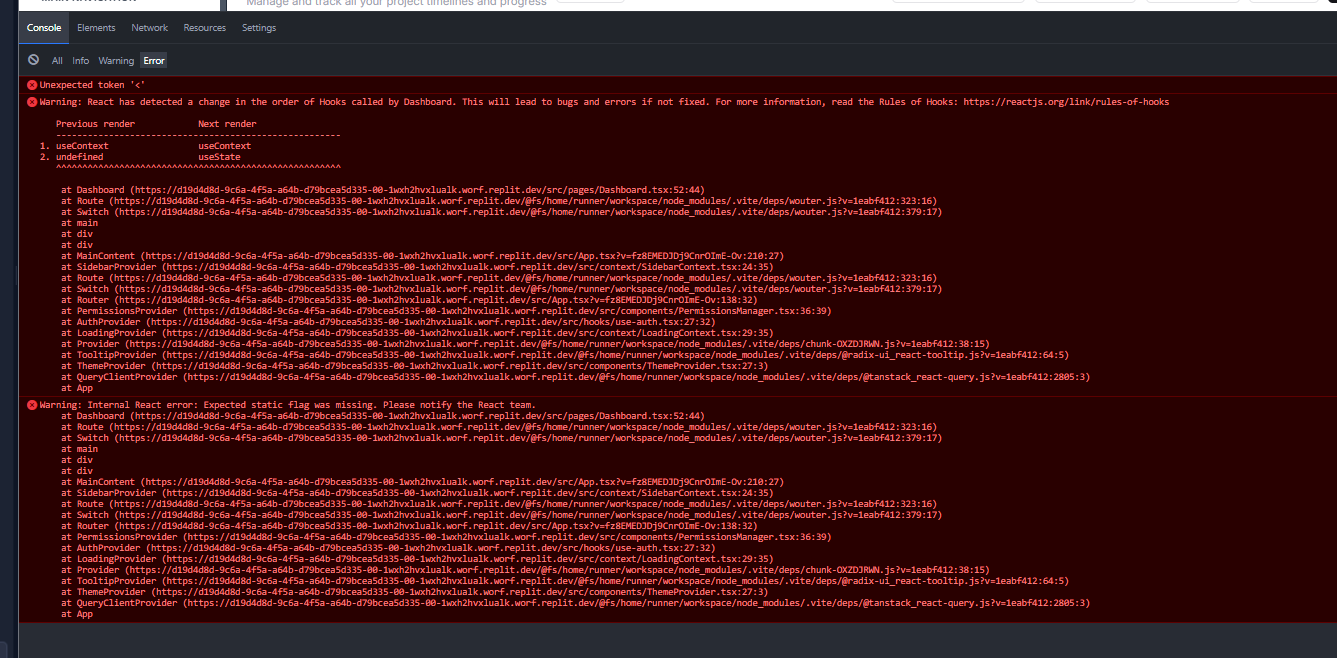 MAIN NAVIGATION
Manage and track all your project timelines and progress
Console Elements Network Resources Settings
All Info Warning Error
Unexpected token '<'
Warning: React has detected a change in the order of Hooks called by Dashboard. This will lead to bugs and errors if not fixed. For more information, read the Rules of Hooks: https://reactjs.org/link/rules-of-hooks
Previous render Next render
------------------------------------------------------
1. useContext useContext
2. undefined useState
^^^^^^^^^^^^^^^^^^^^^^^^^^^^^^^^^^^^^^^^^^^^^^^^^^^^^^
at Dashboard (https://d19d4d8d-9c6a-4f5a-a64b-d79bcea5d335-00-1wxh2hvxlualk.worf.replit.dev/src/pages/Dashboard.tsx:52:44)
at Route (https://d19d4d8d-9c6a-4f5a-a64b-d79bcea5d335-00-1wxh2hvxlualk.worf.replit.dev/@fs/home/runner/workspace/node_modules/.vite/deps/wouter.js?v=1eabf412:323:16)
at Switch (https://d19d4d8d-9c6a-4f5a-a64b-d79bcea5d335-00-1wxh2hvxlualk.worf.replit.dev/@fs/home/runner/workspace/node_modules/.vite/deps/wouter.js?v=1eabf412:379:17)
at main
at div
at div
at MainContent (https://d19d4d8d-9c6a-4f5a-a64b-d79bcea5d335-00-1wxh2hvxlualk.worf.replit.dev/src/App.tsx?v=fz8EMEDJDj9CnrOImE-Ov:210:27)
at SidebarProvider (https://d19d4d8d-9c6a-4f5a-a64b-d79bcea5d335-00-1wxh2hvxlualk.worf.replit.dev/src/context/SidebarContext.tsx:24:35)
at Route (https://d19d4d8d-9c6a-4f5a-a64b-d79bcea5d335-00-1wxh2hvxlualk.worf.replit.dev/@fs/home/runner/workspace/node_modules/.vite/deps/wouter.js?v=1eabf412:323:16)
at Switch (https://d19d4d8d-9c6a-4f5a-a64b-d79bcea5d335-00-1wxh2hvxlualk.worf.replit.dev/@fs/home/runner/workspace/node_modules/.vite/deps/wouter.js?v=1eabf412:379:17)
at Router (https://d19d4d8d-9c6a-4f5a-a64b-d79bcea5d335-00-1wxh2hvxlualk.worf.replit.dev/src/App.tsx?v=fz8EMEDJDj9CnrOImE-Ov:138:32)
at PermissionsProvider (https://d19d4d8d-9c6a-4f5a-a64b-d79bcea5d335-00-1wxh2hvxlualk.worf.replit.dev/src/components/PermissionsManager.tsx:36:39)
at AuthProvider (https://d19d4d8d-9c6a-4f5a-a64b-d79bcea5d335-00-1wxh2hvxlualk.worf.replit.dev/src/hooks/use-auth.tsx:27:32)
at LoadingProvider (https://d19d4d8d-9c6a-4f5a-a64b-d79bcea5d335-00-1wxh2hvxlualk.worf.replit.dev/src/context/LoadingContext.tsx:29:35)
at Provider (https://d19d4d8d-9c6a-4f5a-a64b-d79bcea5d335-00-1wxh2hvxlualk.worf.replit.dev/@fs/home/runner/workspace/node_modules/.vite/deps/chunk-OXZDJRWN.js?v=1eabf412:38:15)
at TooltipProvider (https://d19d4d8d-9c6a-4f5a-a64b-d79bcea5d335-00-1wxh2hvxlualk.worf.replit.dev/@fs/home/runner/workspace/node_modules/.vite/deps/@radix-ui_react-tooltip.js?v=1eabf412:64:5)
at ThemeProvider (https://d19d4d8d-9c6a-4f5a-a64b-d79bcea5d335-00-1wxh2hvxlualk.worf.replit.dev/src/components/ThemeProvider.tsx:27:3)
at QueryClientProvider (https://d19d4d8d-9c6a-4f5a-a64b-d79bcea5d335-00-1wxh2hvxlualk.worf.replit.dev/@fs/home/runner/workspace/node_modules/.vite/deps/@tanstack_react-query.js?v=1eabf412:2805:3)
at App
Warning: Internal React error: Expected static flag was missing. Please notify the React team.
at Dashboard (https://d19d4d8d-9c6a-4f5a-a64b-d79bcea5d335-00-1wxh2hvxlualk.worf.replit.dev/src/pages/Dashboard.tsx:52:44)
at Route (https://d19d4d8d-9c6a-4f5a-a64b-d79bcea5d335-00-1wxh2hvxlualk.worf.replit.dev/@fs/home/runner/workspace/node_modules/.vite/deps/wouter.js?v=1eabf412:323:16)
at Switch (https://d19d4d8d-9c6a-4f5a-a64b-d79bcea5d335-00-1wxh2hvxlualk.worf.replit.dev/@fs/home/runner/workspace/node_modules/.vite/deps/wouter.js?v=1eabf412:379:17)
at main
at div
at div
at MainContent (https://d19d4d8d-9c6a-4f5a-a64b-d79bcea5d335-00-1wxh2hvxlualk.worf.replit.dev/src/App.tsx?v=fz8EMEDJDj9CnrOImE-Ov:210:27)
at SidebarProvider (https://d19d4d8d-9c6a-4f5a-a64b-d79bcea5d335-00-1wxh2hvxlualk.worf.replit.dev/src/context/SidebarContext.tsx:24:35)
at Route (https://d19d4d8d-9c6a-4f5a-a64b-d79bcea5d335-00-1wxh2hvxlualk.worf.replit.dev/@fs/home/runner/workspace/node_modules/.vite/deps/wouter.js?v=1eabf412:323:16)
at Switch (https://d19d4d8d-9c6a-4f5a-a64b-d79bcea5d335-00-1wxh2hvxlualk.worf.replit.dev/@fs/home/runner/workspace/node_modules/.vite/deps/wouter.js?v=1eabf412:379:17)
at Router (https://d19d4d8d-9c6a-4f5a-a64b-d79bcea5d335-00-1wxh2hvxlualk.worf.replit.dev/src/App.tsx?v=fz8EMEDJDj9CnrOImE-Ov:138:32)
at PermissionsProvider (https://d19d4d8d-9c6a-4f5a-a64b-d79bcea5d335-00-1wxh2hvxlualk.worf.replit.dev/src/components/PermissionsManager.tsx:36:39)
at AuthProvider (https://d19d4d8d-9c6a-4f5a-a64b-d79bcea5d335-00-1wxh2hvxlualk.worf.replit.dev/src/hooks/use-auth.tsx:27:32)
at LoadingProvider (https://d19d4d8d-9c6a-4f5a-a64b-d79bcea5d335-00-1wxh2hvxlualk.worf.replit.dev/src/context/LoadingContext.tsx:29:35)
at Provider (https://d19d4d8d-9c6a-4f5a-a64b-d79bcea5d335-00-1wxh2hvxlualk.worf.replit.dev/@fs/home/runner/workspace/node_modules/.vite/deps/chunk-OXZDJRWN.js?v=1eabf412:38:15)
at TooltipProvider (https://d19d4d8d-9c6a-4f5a-a64b-d79bcea5d335-00-1wxh2hvxlualk.worf.replit.dev/@fs/home/runner/workspace/node_modules/.vite/deps/@radix-ui_react-tooltip.js?v=1eabf412:64:5)
at ThemeProvider (https://d19d4d8d-9c6a-4f5a-a64b-d79bcea5d335-00-1wxh2hvxlualk.worf.replit.dev/src/components/ThemeProvider.tsx:27:3)
at QueryClientProvider (https://d19d4d8d-9c6a-4f5a-a64b-d79bcea5d335-00-1wxh2hvxlualk.worf.replit.dev/@fs/home/runner/workspace/node_modules/.vite/deps/@tanstack_react-query.js?v=1eabf412:2805:3)
at App